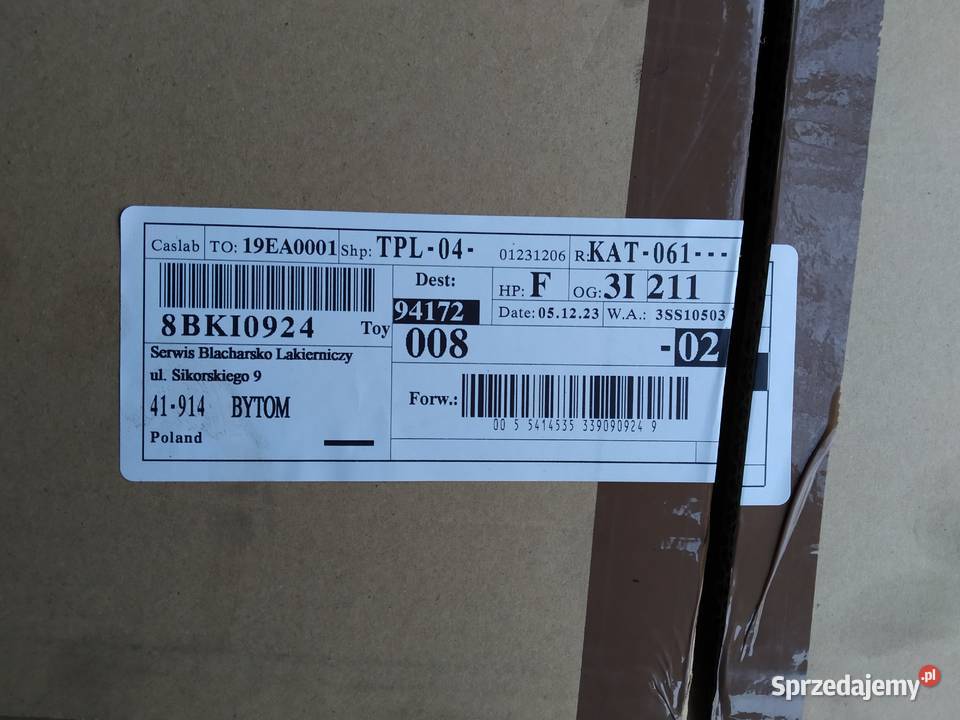 Caslab TO: 19EA0001 Shp: TPL-04- 01231206 R: KAT-061---
Dest: HP: F OG: 3I 211
94172 Date: 05.12.23 W.A.: 3SS10503
8BKI0924 Toy 008 -02
Serwis Blacharsko Lakierniczy
ul. Sikorskiego 9
41-914 BYTOM
Poland
Forw.:
00 5 5414535 339090924 9
Sprzedajemy.pl